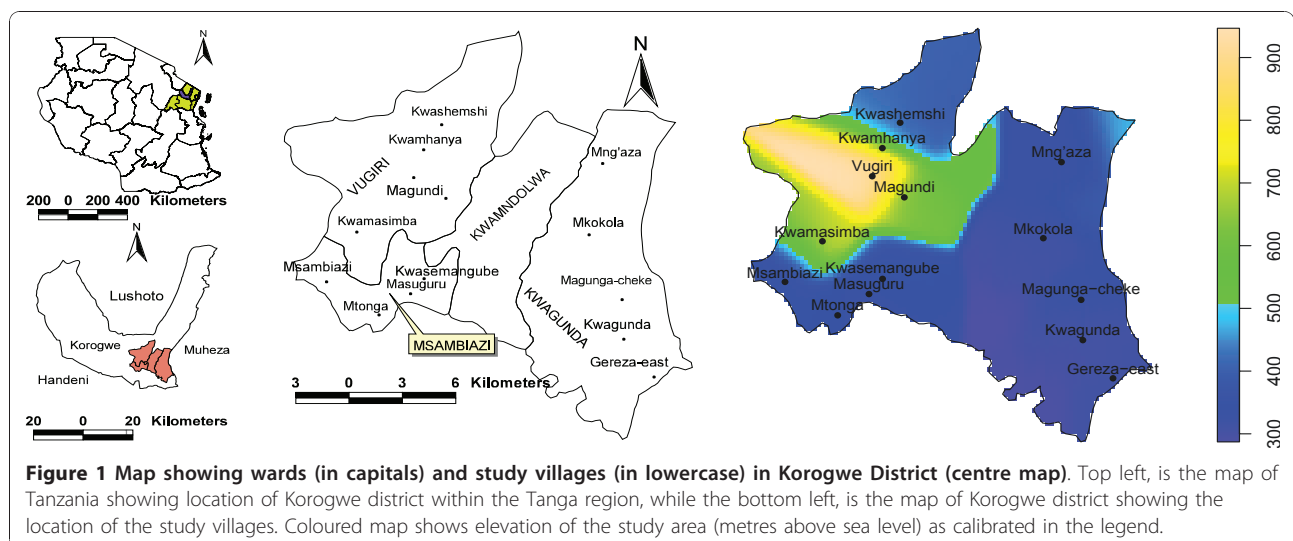 N
200 0 200 400 Kilometers
N
Lushoto
Korogwe
Muheza
Handeni
20 0 20 Kilometers
N
Kwashemshi
Kwamhanya
VUGIRI
Magundi
Kwamasimba
KWAMNDOLWA
Mng'aza
Mkokola
Msambiazi
Kwasemangube
Masuguru
Mtonga
MSAMBIAZI
Magunga-cheke
KWAGUNDA
Kwagunda
Gereza-east
3 0 3 6 Kilometers
Kwashemshi
Kwamhanya
Vugiri
Magundi
Kwamasimba
Mng'aza
Mkokola
Msambiazi
Kwasemangube
Masuguru
Mtonga
Magunga-cheke
Kwagunda
Gereza-east
900
800
700
600
500
400
300
Figure 1 Map showing wards (in capitals) and study villages (in lowercase) in Korogwe District (centre map). Top left, is the map of
Tanzania showing location of Korogwe district within the Tanga region, while the bottom left, is the map of Korogwe district showing the
location of the study villages. Coloured map shows elevation of the study area (metres above sea level) as calibrated in the legend.